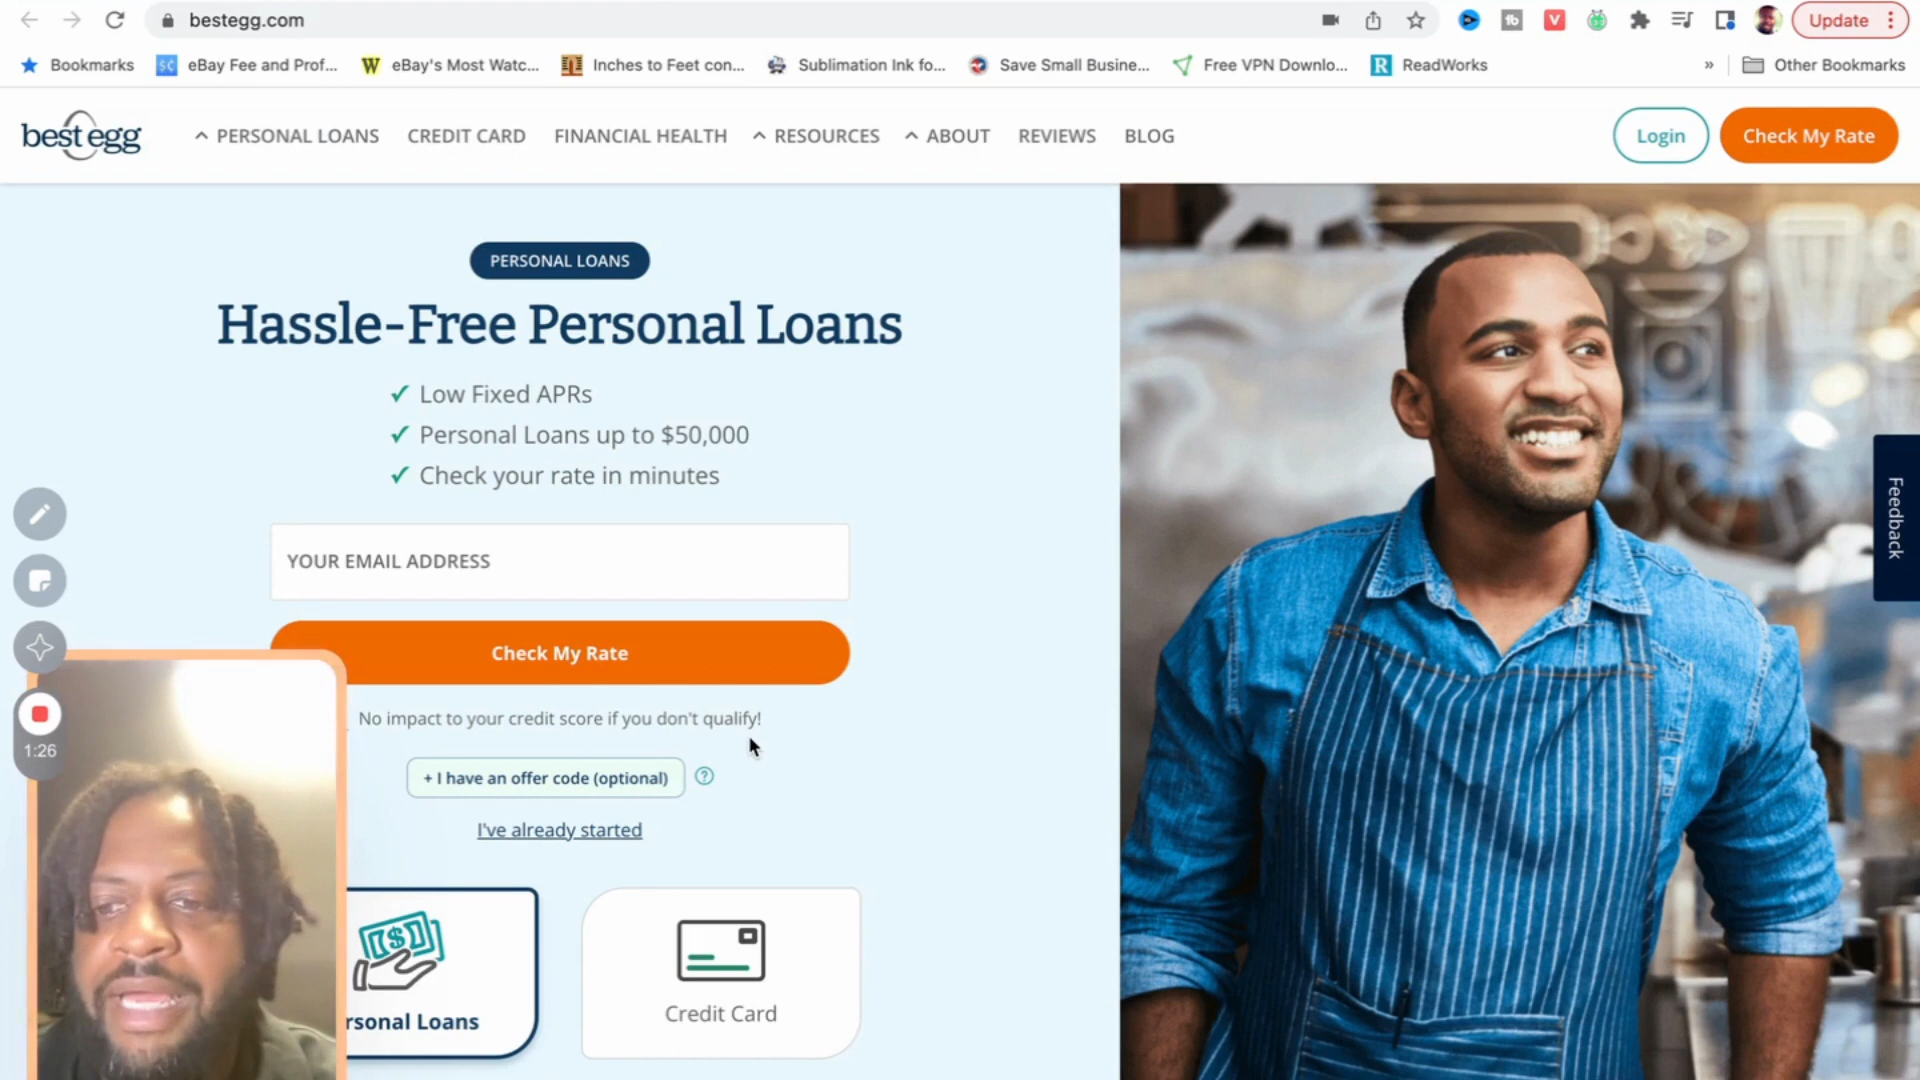 bestegg.com
Update
Bookmarks
eBay Fee and Prof...
eBay's Most Watc...
Inches to Feet con...
Sublimation Ink fo...
Save Small Busine...
Free VPN Downlo...
ReadWorks
»
Other Bookmarks
best egg
PERSONAL LOANS
CREDIT CARD
FINANCIAL HEALTH
RESOURCES
ABOUT
REVIEWS
BLOG
Login
Check My Rate
PERSONAL LOANS
Hassle-Free Personal Loans
✓ Low Fixed APRs
✓ Personal Loans up to $50,000
✓ Check your rate in minutes
YOUR EMAIL ADDRESS
Check My Rate
No impact to your credit score if you don't qualify!
+ I have an offer code (optional)
?
I've already started
1:26
rsonal Loans
Credit Card
Feedback